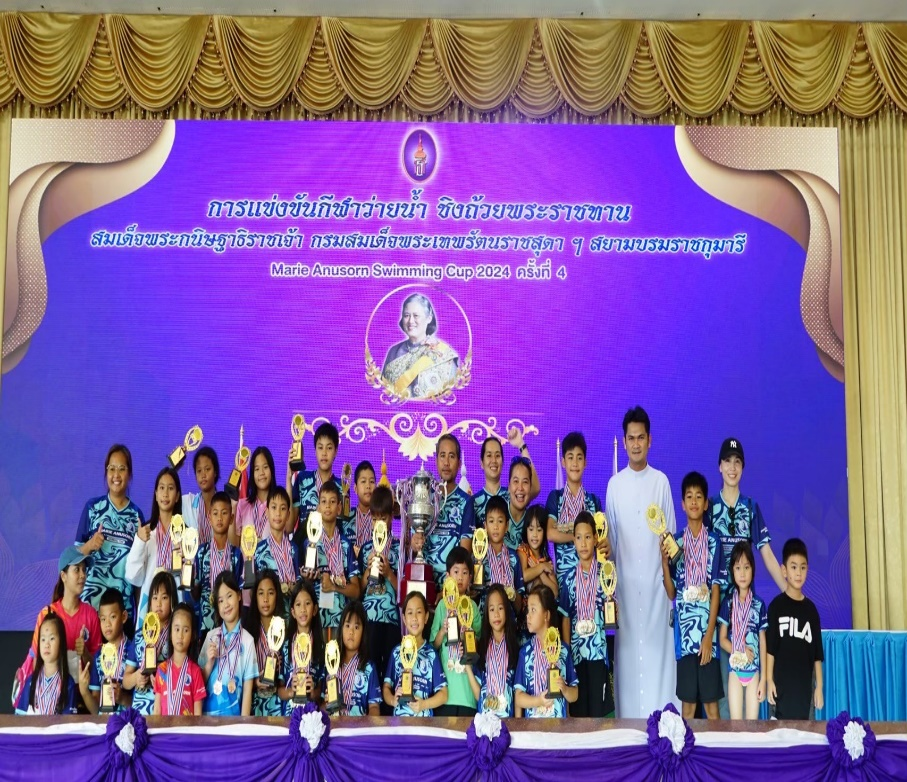 การแข่งขันกีฬาว่ายน้ำ ชิงถ้วยพระราชทาน
สมเด็จพระกนิษฐาธิราชเจ้า กรมสมเด็จพระเทพรัตนราชสุดา ฯ สยามบรมราชกุมารี
Marie Anusorn Swimming Cup 2024 ครั้งที่ 4
FILA